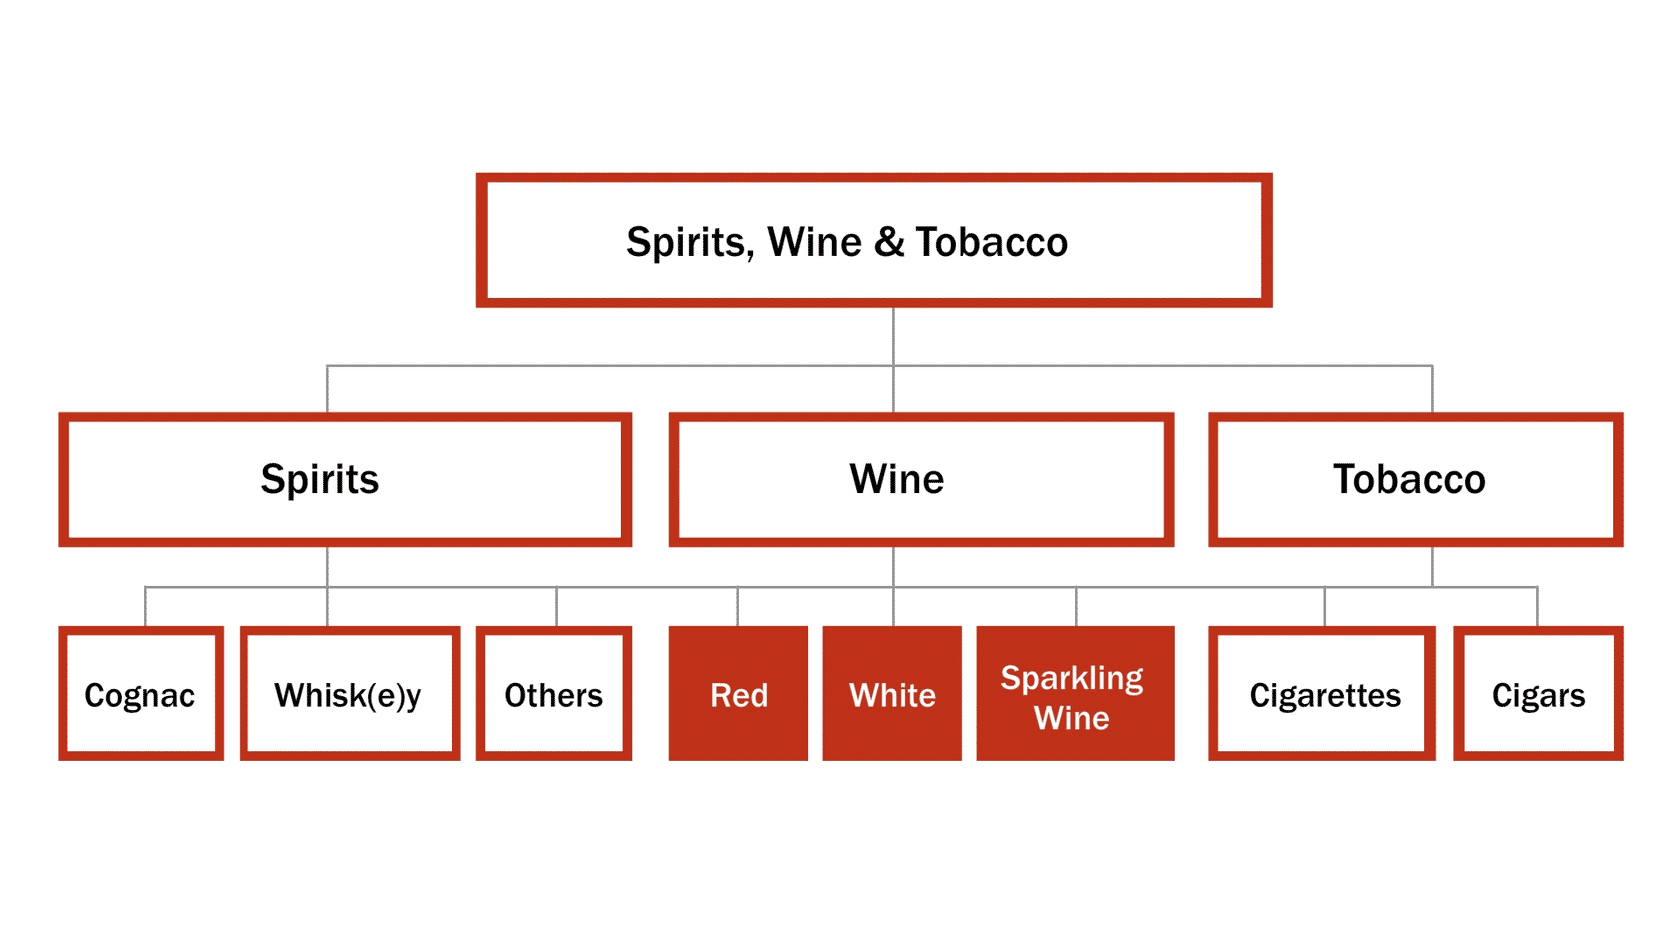 Spirits, Wine & Tobacco
Spirits
Wine
Tobacco
Cognac
Whisk(e)y
Others
Red
White
Sparkling
Wine
Cigarettes
Cigars